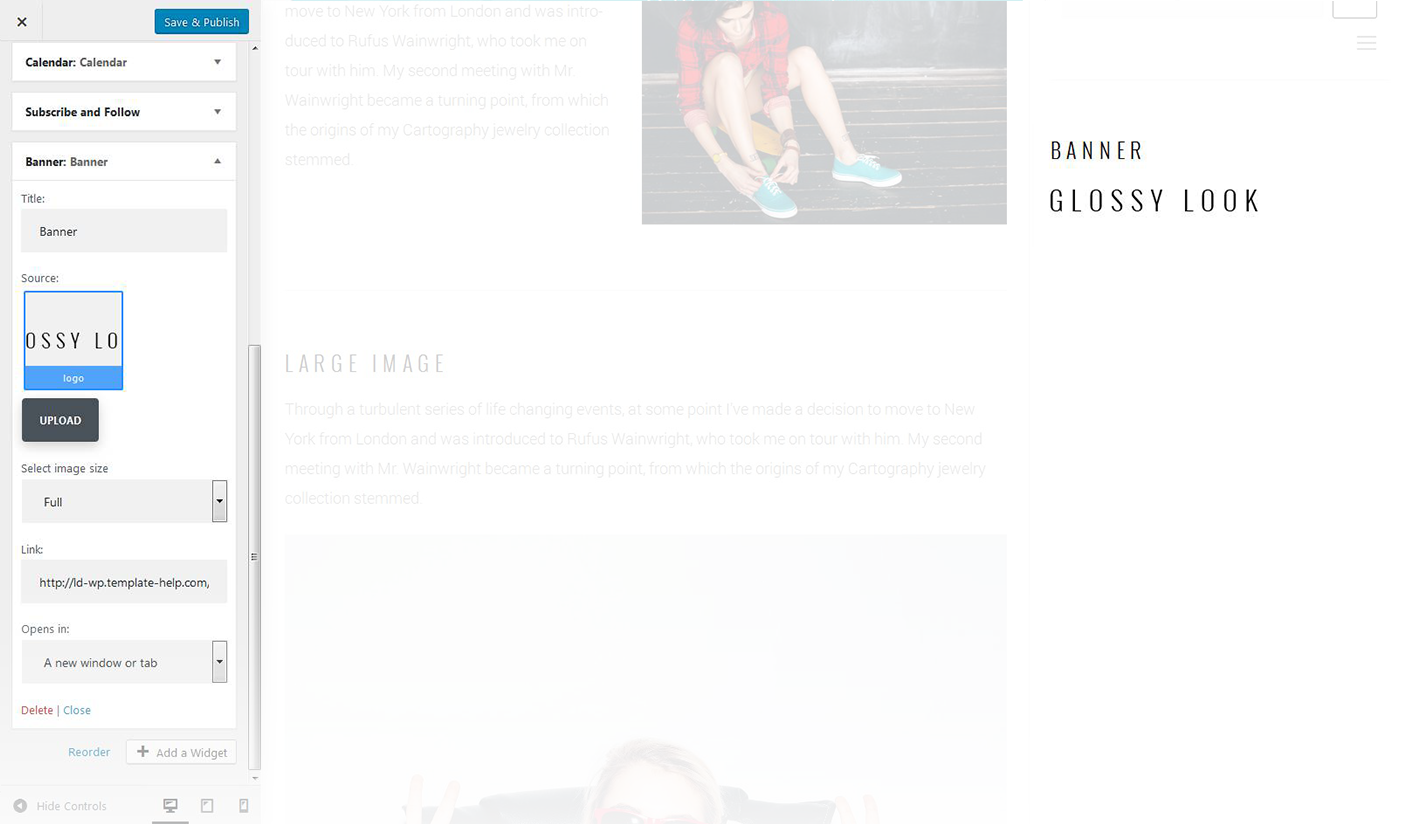 Save & Publish
Calendar: Calendar
Subscribe and Follow
Banner: Banner
Title:
Banner
Source:
OSSY LO
logo
UPLOAD
Select image size
Full
Link:
http://ld-wp.template-help.com,
Opens in:
A new window or tab
Delete | Close
Reorder
Add a Widget
Hide Controls
move to New York from London and was intro-
duced to Rufus Wainwright, who took me on
tour with him. My second meeting with Mr.
Wainwright became a turning point, from which
the origins of my Cartography jewelry collection
stemmed.
LARGE IMAGE
Through a turbulent series of life changing events, at some point I've made a decision to move to New
York from London and was introduced to Rufus Wainwright, who took me on tour with him. My second
meeting with Mr. Wainwright became a turning point, from which the origins of my Cartography jewelry
collection stemmed.
BANNER
GLOSSY LOOK